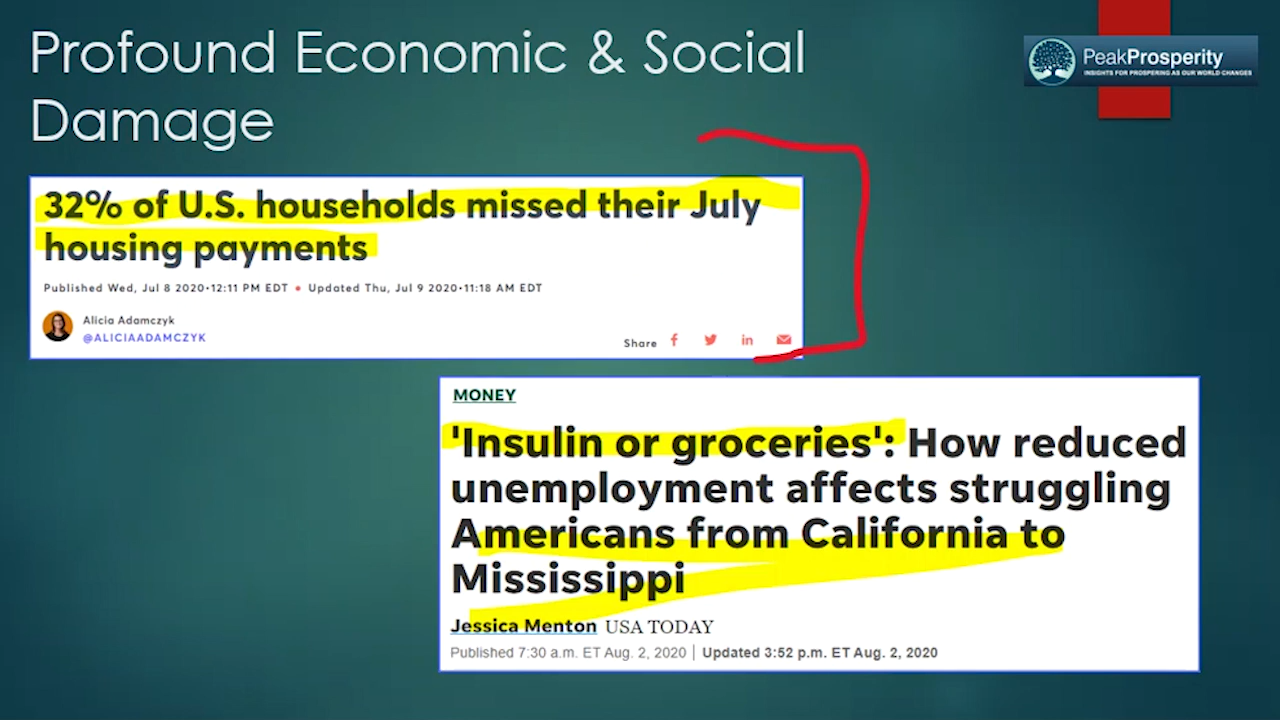 Profound Economic & Social
Damage
PeakProsperity
INSIGHTS FOR PROSPERING AS OUR WORLD CHANGES
32% of U.S. households missed their July
housing payments
Published Wed, Jul 8 2020•12:11 PM EDT • Updated Thu, Jul 9 2020•11:18 AM EDT
Alicia Adamczyk
@ALICIAADAMCZYK
Share
MONEY
'Insulin or groceries': How reduced
unemployment affects struggling
Americans from California to
Mississippi
Jessica Menton USA TODAY
Published 7:30 a.m. ET Aug. 2, 2020 | Updated 3:52 p.m. ET Aug. 2, 2020